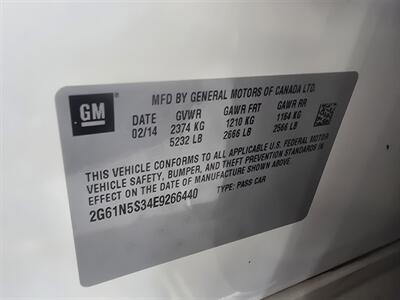 GM
MFD BY GENERAL MOTORS OF CANADA LTD.
DATE GVWR GAWR FRT GAWR RR
02/14 2374 KG 1210 KG 1164 KG
5232 LB 2666 LB 2566 LB
THIS VEHICLE CONFORMS TO ALL APPLICABLE U.S. FEDERAL MOTOR
VEHICLE SAFETY, BUMPER, AND THEFT PREVENTION STANDARDS IN
EFFECT ON THE DATE OF MANUFACTURE SHOWN ABOVE.
2G61N5S34E9266440 TYPE: PASS CAR